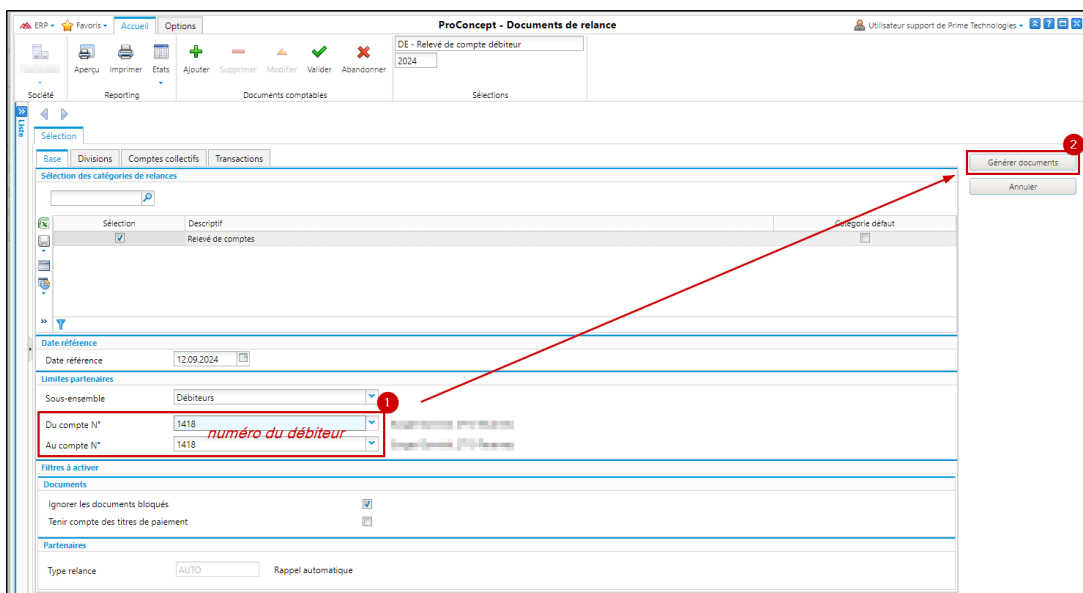 ERP Favoris Accueil Options ProConcept - Documents de relance Utilisateur support de Prime Technologies
Aperçu Imprimer Etats Ajouter Supprimer Modifier Valider Abandonner
DE - Relevé de compte débiteur
2024
Société Reporting Documents comptables Sélections
Liste
Sélection
Base Divisions Comptes collectifs Transactions
2
Générer documents
Annuler
Sélection des catégories de relances
Sélection Descriptif Catégorie défaut
Relevé de comptes
Date référence
Date référence 12.09.2024
Limites partenaires
Sous-ensemble Débiteurs
1
Du compte N° 1418
numéro du débiteur
Au compte N° 1418
Filtres à activer
Documents
Ignorer les documents bloqués
Tenir compte des titres de paiement
Partenaires
Type relance AUTO Rappel automatique